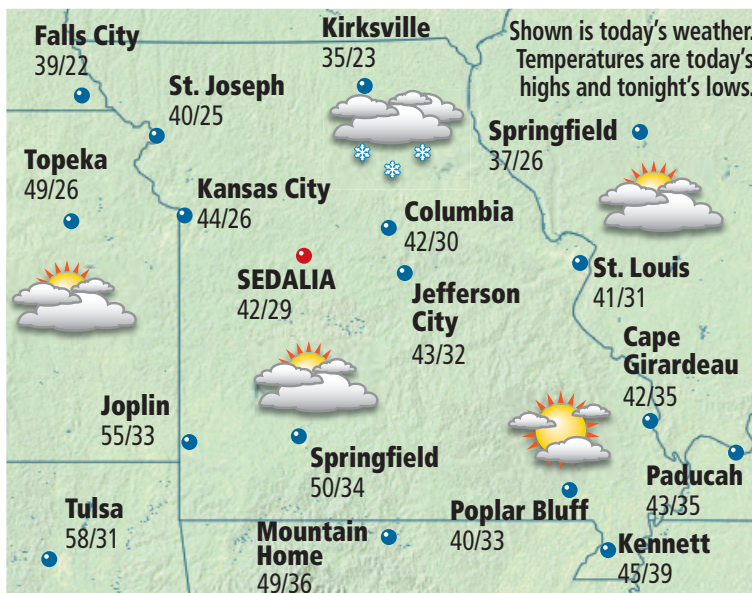 Falls City
39/22
Kirksville
35/23
Shown is today's weather.
Temperatures are today's
highs and tonight's lows.
St. Joseph
40/25
Springfield
37/26
Topeka
49/26
Kansas City
44/26
Columbia
42/30
SEDALIA
42/29
Jefferson
City
43/32
St. Louis
41/31
Cape
Girardeau
42/35
Joplin
55/33
Springfield
50/34
Paducah
43/35
Tulsa
58/31
Mountain
Home
49/36
Poplar Bluff
40/33
Kennett
45/39